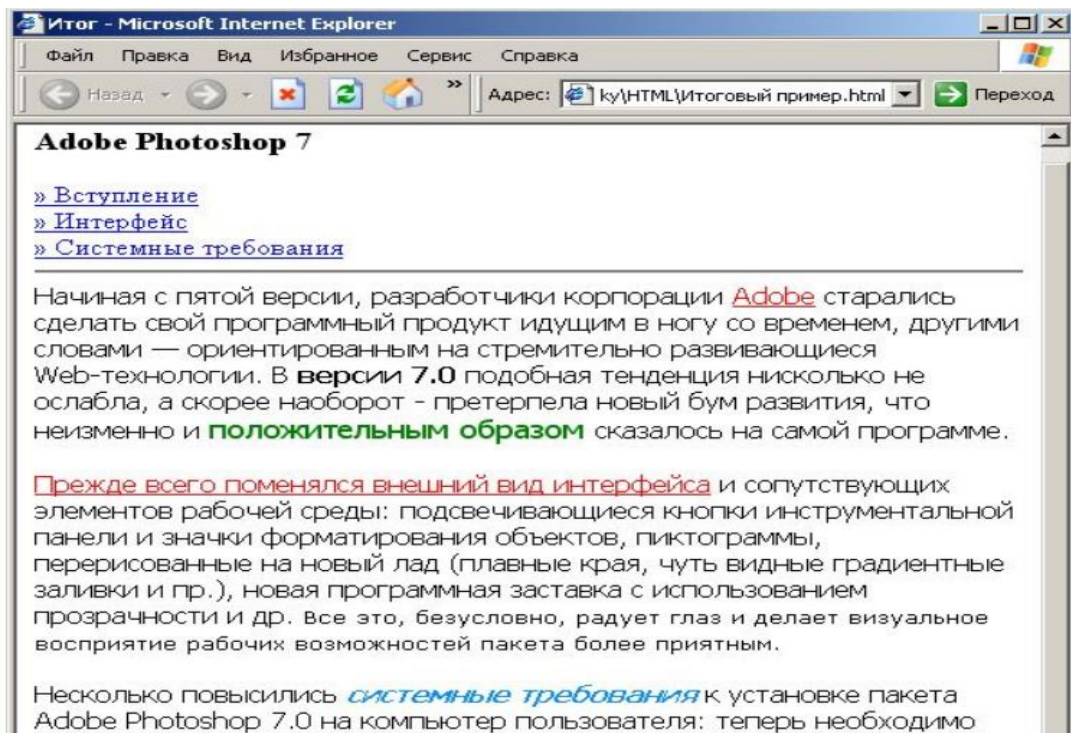 Итог - Microsoft Internet Explorer
Файл Правка Вид Избранное Сервис Справка
Назад » Адрес: ky\HTML\Итоговый пример.html Переход
Adobe Photoshop 7
» Вступление
» Интерфейс
» Системные требования
Начиная с пятой версии, разработчики корпорации Adobe старались
сделать свой программный продукт идущим в ногу со временем, другими
словами — ориентированным на стремительно развивающиеся
Web-технологии. В версии 7.0 подобная тенденция нисколько не
ослабла, а скорее наоборот - претерпела новый бум развития, что
неизменно и положительным образом сказалось на самой программе.
Прежде всего поменялся внешний вид интерфейса и сопутствующих
элементов рабочей среды: подсвечивающиеся кнопки инструментальной
панели и значки форматирования объектов, пиктограммы,
перерисованные на новый лад (плавные края, чуть видные градиентные
заливки и пр.), новая программная заставка с использованием
прозрачности и др. Все это, безусловно, радует глаз и делает визуальное
восприятие рабочих возможностей пакета более приятным.
Несколько повысились системные требования к установке пакета
Adobe Photoshop 7.0 на компьютер пользователя: теперь необходимо